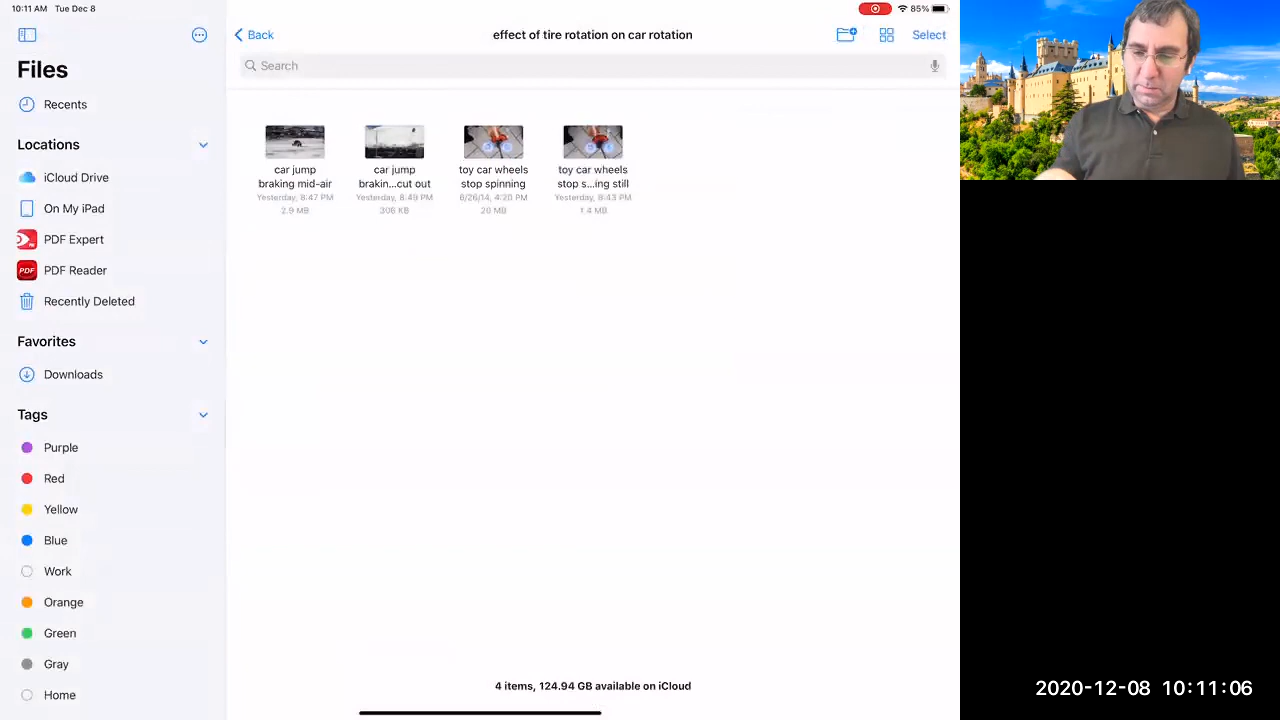 10:11 AM Tue Dec 8
85%
Back
effect of tire rotation on car rotation
Select
Files
Search
Recents
Locations
iCloud Drive
On My iPad
PDF Expert
PDF
PDF Reader
Recently Deleted
Favorites
Downloads
Tags
Purple
Red
Yellow
Blue
Work
Orange
Green
Gray
Home
car jump
braking mid-air
Yesterday, 8:47 PM
2.9 MB
car jump
brakin...cut out
Yesterday, 8:49 PM
306 KB
toy car wheels
stop spinning
6/26/14, 4:20 PM
20 MB
toy car wheels
stop s...ing still
Yesterday, 8:43 PM
1.4 MB
4 items, 124.94 GB available on iCloud
2020-12-08 10:11:06